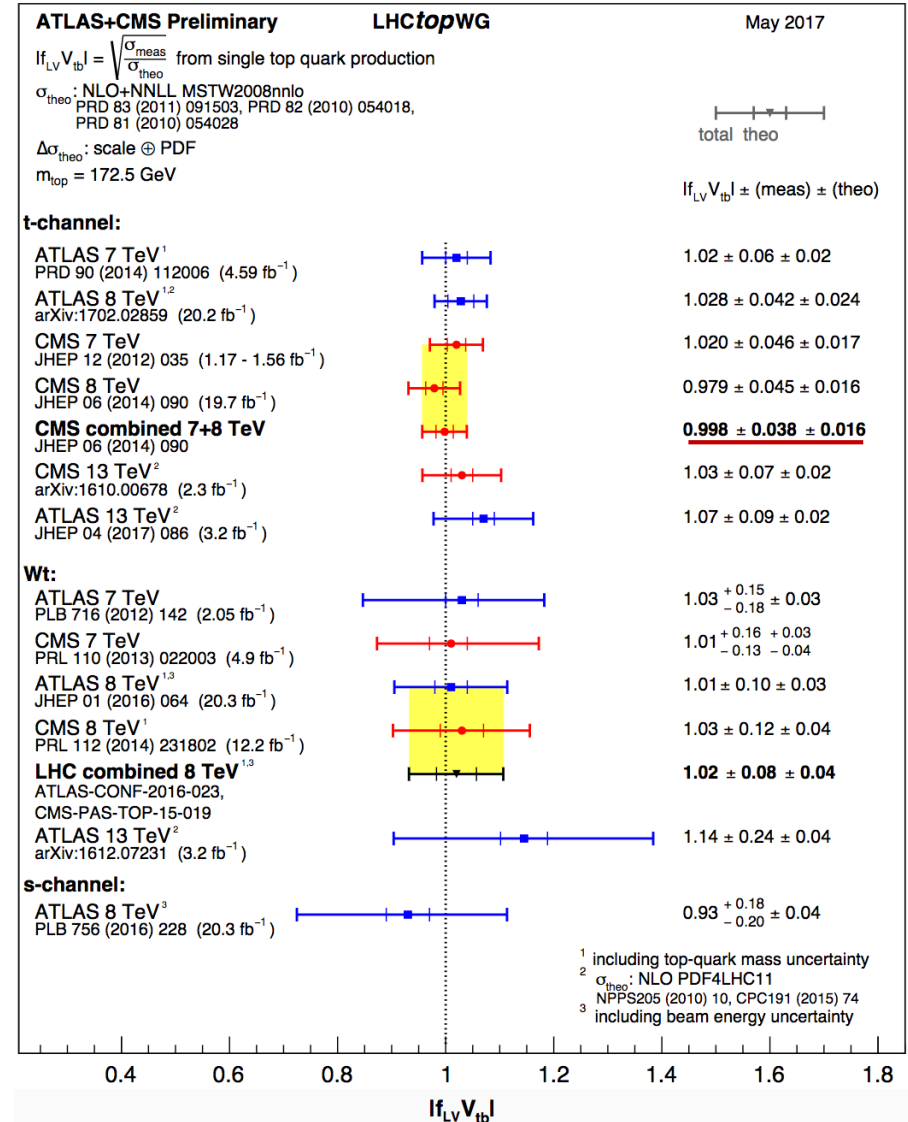 ATLAS+CMS Preliminary LHCtopWG May 2017
|f_LV V_tb| = √(σ_meas/σ_theo) from single top quark production
σ_theo: NLO+NNLL MSTW2008nnlo
PRD 83 (2011) 091503, PRD 82 (2010) 054018,
PRD 81 (2010) 054028
total theo
Δσ_theo: scale ⊕ PDF
m_top = 172.5 GeV
|f_LV V_tb| ± (meas) ± (theo)
t-channel:
ATLAS 7 TeV¹ 1.02 ± 0.06 ± 0.02
PRD 90 (2014) 112006 (4.59 fb⁻¹)
ATLAS 8 TeV¹,² 1.028 ± 0.042 ± 0.024
arXiv:1702.02859 (20.2 fb⁻¹)
CMS 7 TeV 1.020 ± 0.046 ± 0.017
JHEP 12 (2012) 035 (1.17 - 1.56 fb⁻¹)
CMS 8 TeV 0.979 ± 0.045 ± 0.016
JHEP 06 (2014) 090 (19.7 fb⁻¹)
CMS combined 7+8 TeV 0.998 ± 0.038 ± 0.016
JHEP 06 (2014) 090
CMS 13 TeV² 1.03 ± 0.07 ± 0.02
arXiv:1610.00678 (2.3 fb⁻¹)
ATLAS 13 TeV² 1.07 ± 0.09 ± 0.02
JHEP 04 (2017) 086 (3.2 fb⁻¹)
Wt:
ATLAS 7 TeV 1.03 + 0.15 − 0.18 ± 0.03
PLB 716 (2012) 142 (2.05 fb⁻¹)
CMS 7 TeV 1.01 + 0.16 − 0.13 + 0.03 − 0.04
PRL 110 (2013) 022003 (4.9 fb⁻¹)
ATLAS 8 TeV¹,³ 1.01 ± 0.10 ± 0.03
JHEP 01 (2016) 064 (20.3 fb⁻¹)
CMS 8 TeV¹ 1.03 ± 0.12 ± 0.04
PRL 112 (2014) 231802 (12.2 fb⁻¹)
LHC combined 8 TeV¹,³ 1.02 ± 0.08 ± 0.04
ATLAS-CONF-2016-023,
CMS-PAS-TOP-15-019
ATLAS 13 TeV² 1.14 ± 0.24 ± 0.04
arXiv:1612.07231 (3.2 fb⁻¹)
s-channel:
ATLAS 8 TeV³ 0.93 + 0.18 − 0.20 ± 0.04
PLB 756 (2016) 228 (20.3 fb⁻¹)
¹ including top-quark mass uncertainty
² σ_theo: NLO PDF4LHC11
NPPS205 (2010) 10, CPC191 (2015) 74
³ including beam energy uncertainty
0.4 0.6 0.8 1 1.2 1.4 1.6 1.8
|f_LV V_tb|